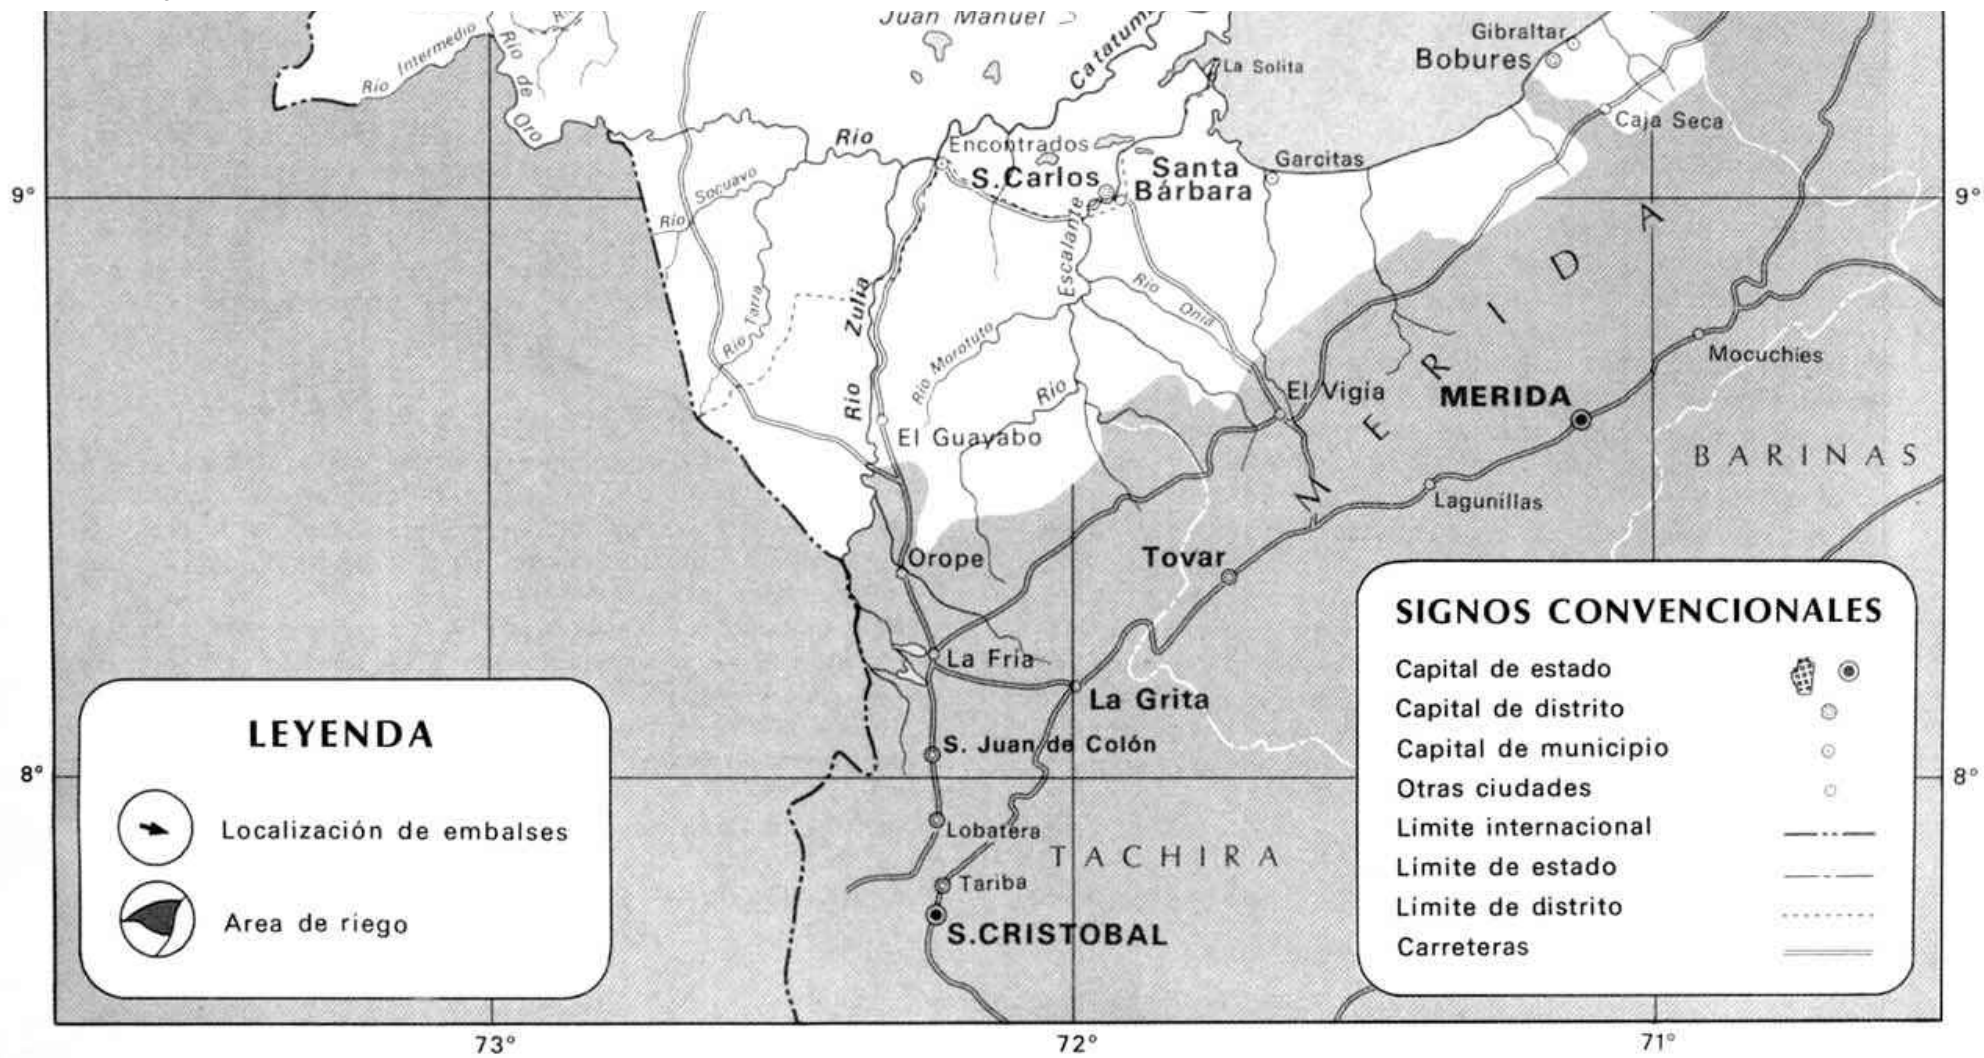 Juan Manuel
Río Intermedio
Río de Oro
Catatumb
La Solita
Gibraltar
Bobures
Caja Seca
Río
Encontrados
S. Carlos
Santa
Bárbara
Garcitas
9°
9°
Río Socuavo
Río Tarra
Río Zulia
Escalante
Río Onia
Río Morotuto
Río
El Guayabo
El Vigía
MERIDA
MERIDA
Mocuchíes
BARINAS
Lagunillas
Orope
Tovar
La Fría
La Grita
S. Juan de Colón
8°
8°
Lobatera
TACHIRA
Tariba
S.CRISTOBAL
LEYENDA
Localización de embalses
Area de riego
SIGNOS CONVENCIONALES
Capital de estado
Capital de distrito
Capital de municipio
Otras ciudades
Límite internacional
Límite de estado
Límite de distrito
Carreteras
73°
72°
71°